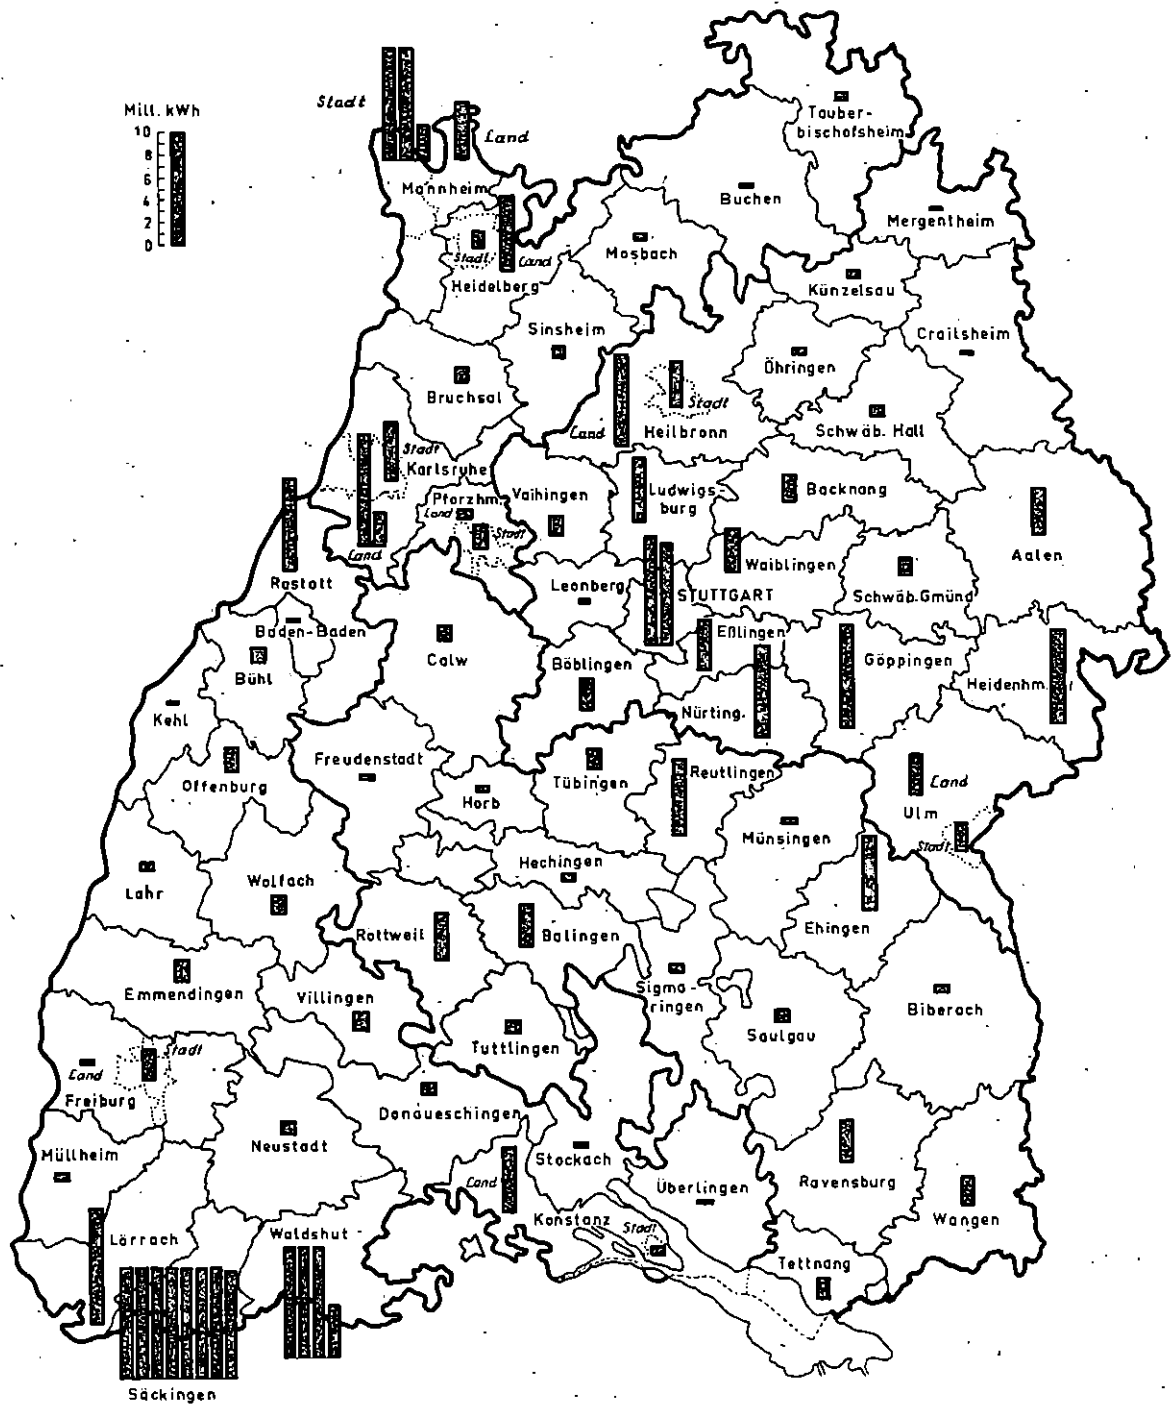 Stadt
Mill. kWh
10
8
6
4
2
0
Land
Tauber-
bischofsheim
Mannheim
Buchen
Mergentheim
Stadt
Land
Heidelberg
Mosbach
Künzelsau
Sinsheim
Crailsheim
Öhringen
Bruchsal
Stadt
Land
Heilbronn
Schwäb. Hall
Stadt
Karlsruhe
Pforzhm.
Land
Vaihingen
Ludwigs-
burg
Backnang
Stadt
Land
Aalen
Rastatt
Leonberg
Waiblingen
STUTTGART
Schwäb. Gmünd
Baden-Baden
Eßlingen
Calw
Böblingen
Göppingen
Bühl
Heidenhm.
Kehl
Nürting.
Freudenstadt
Tübingen
Reutlingen
Offenburg
Land
Horb
Ulm
Münsingen
Stadt
Hechingen
Wolfach
Lahr
Rottweil
Balingen
Ehingen
Emmendingen
Villingen
Sigma-
ringen
Biberach
Saulgau
Tuttlingen
Stadt
Land
Freiburg
Donaueschingen
Neustadt
Müllheim
Stockach
Land
Überlingen
Ravensburg
Konstanz
Stadt
Wangen
Lörrach
Waldshut
Tettnang
Säckingen